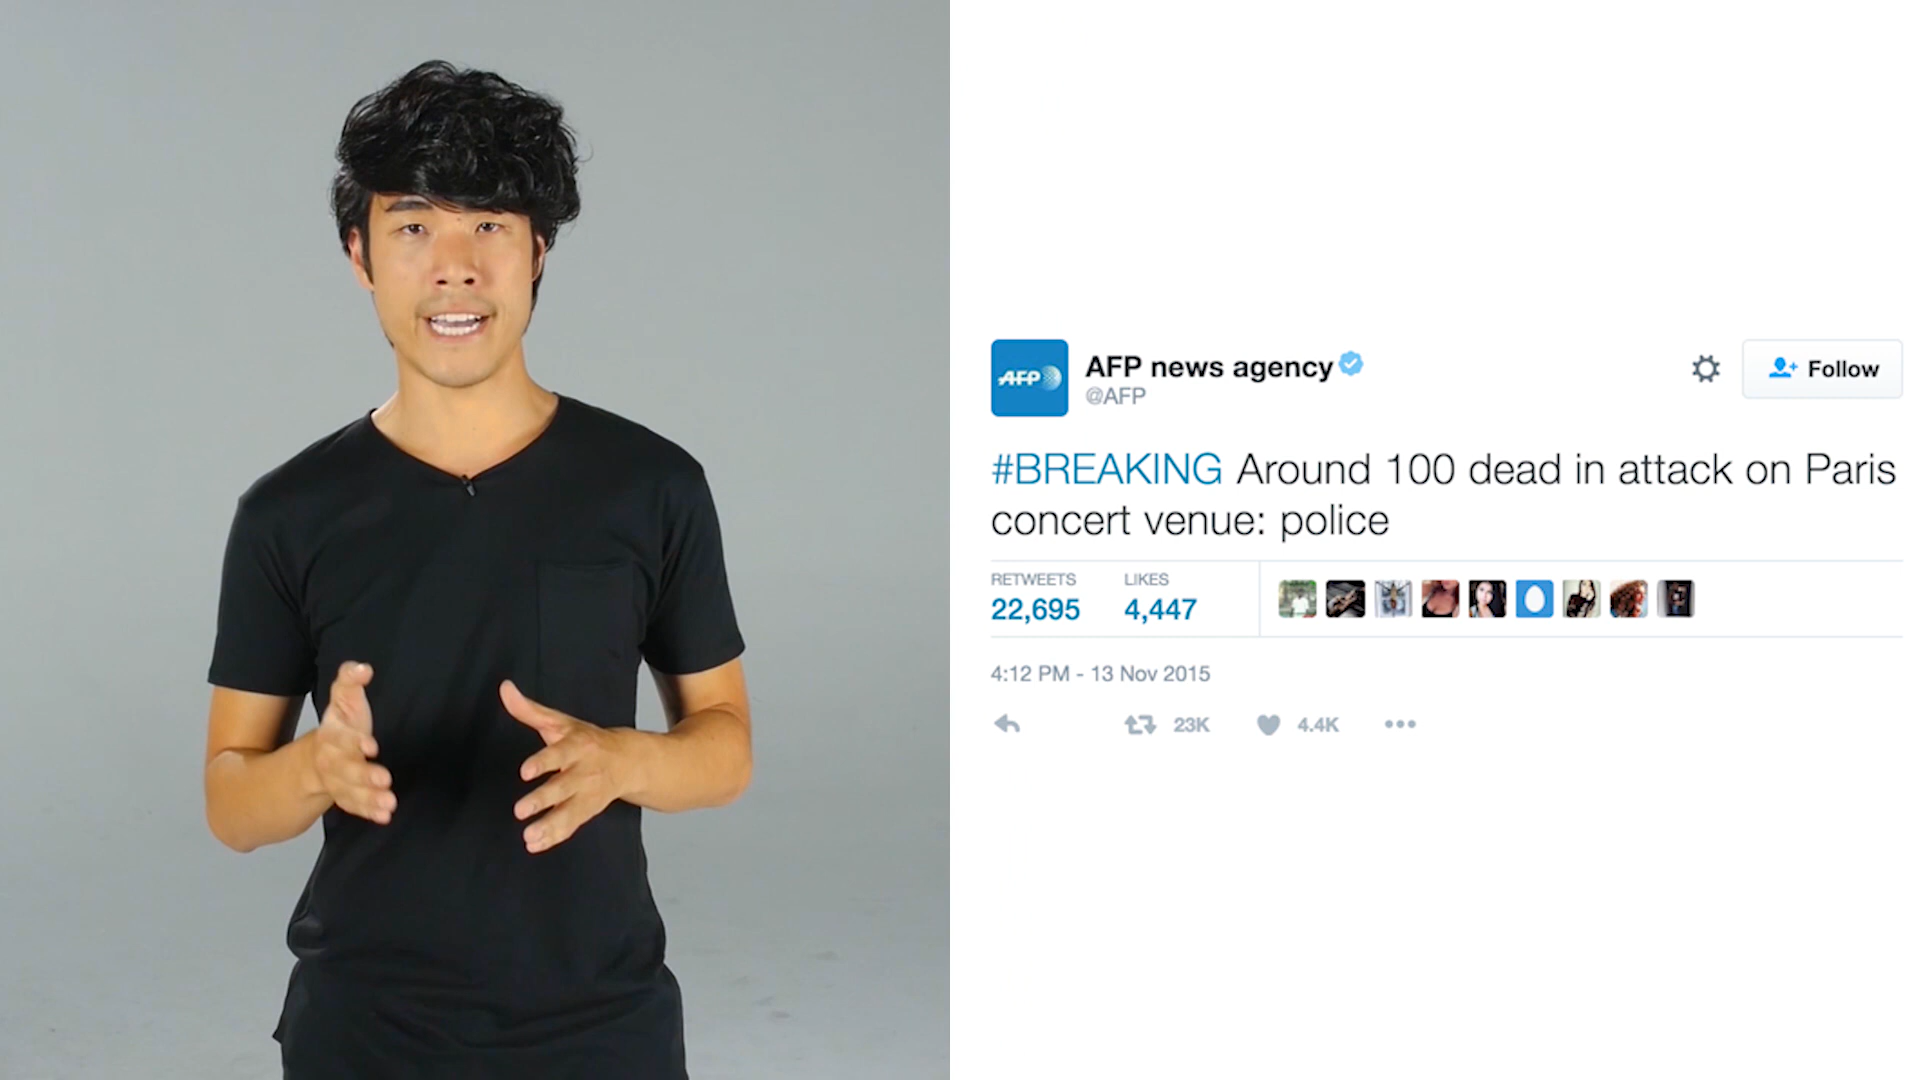 AFP
AFP news agency
@AFP
Follow
#BREAKING Around 100 dead in attack on Paris
concert venue: police
RETWEETS LIKES
22,695 4,447
4:12 PM - 13 Nov 2015
23K 4.4K